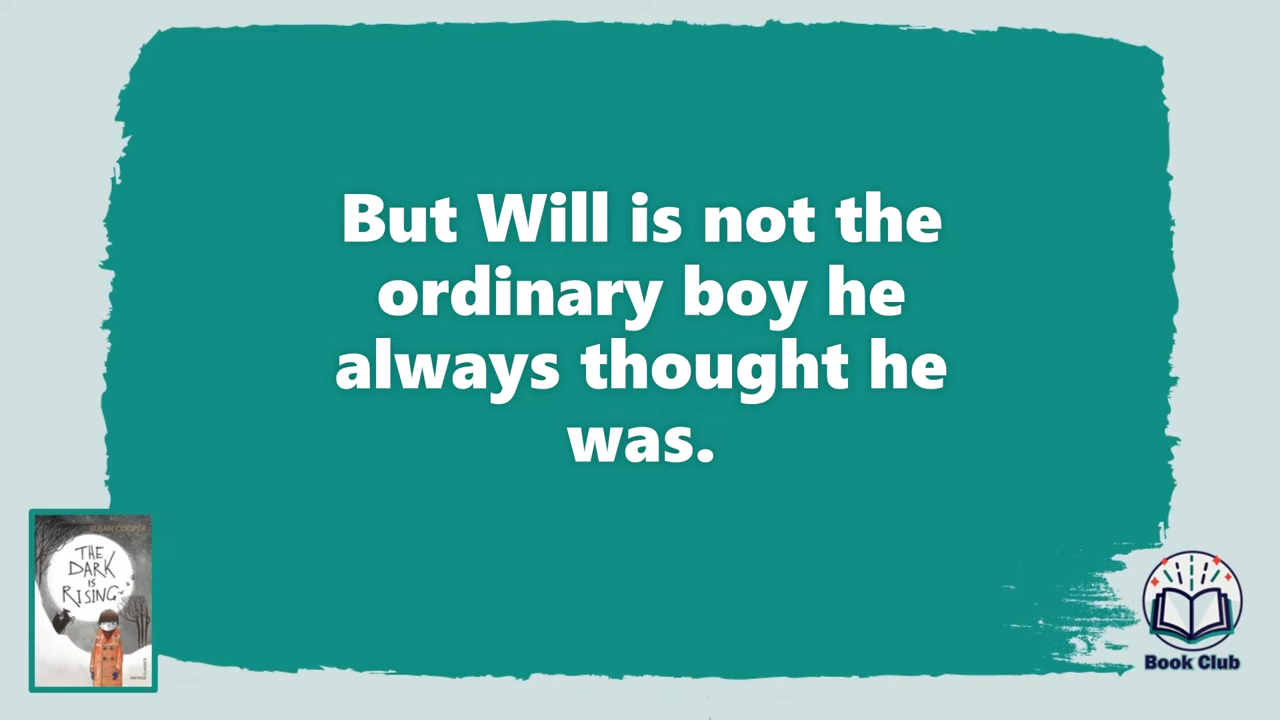 But Will is not the
ordinary boy he
always thought he
was.
SUSAN COOPER
THE
DARK
IS
RISING
Book Club